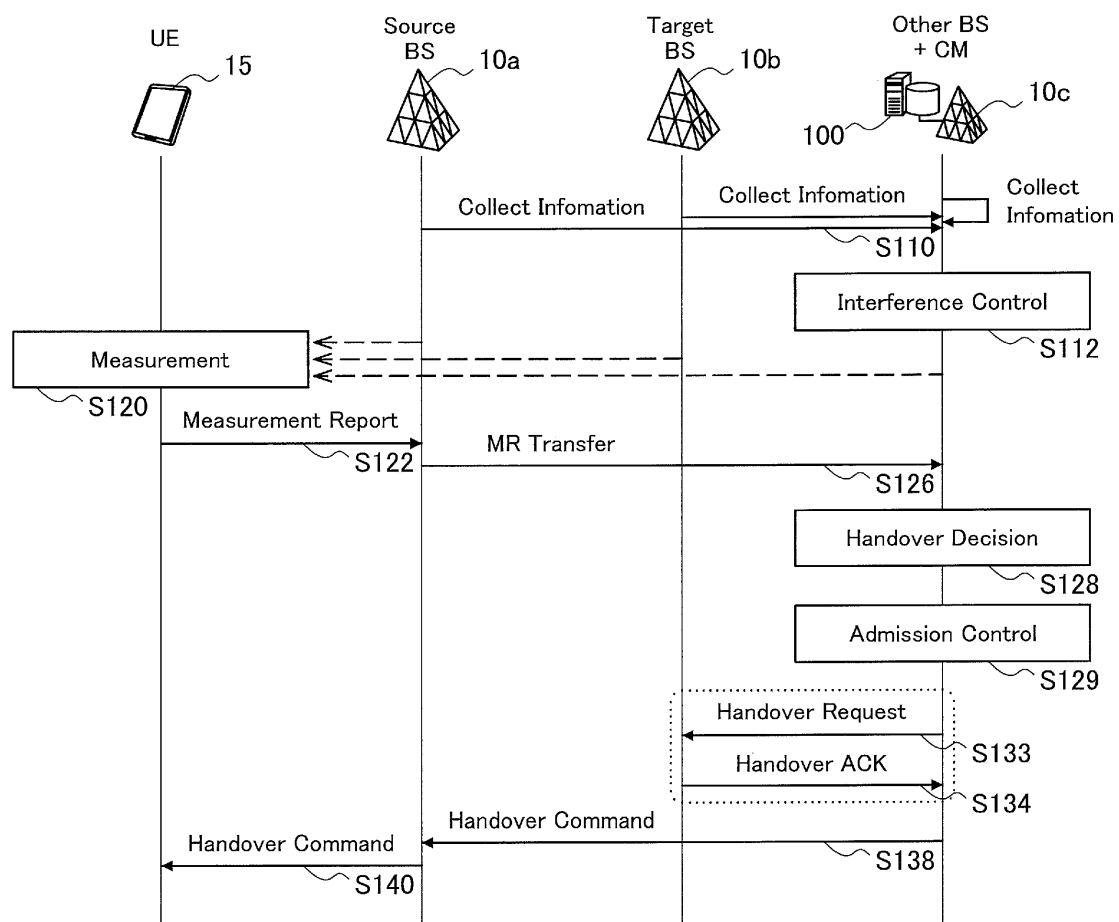 UE
Source
BS
Target
BS
Other BS
+ CM
15
10a
10b
10c
100
Collect Infomation
Collect Infomation
Collect
Infomation
S110
Interference Control
S112
Measurement
S120
Measurement Report
S122
MR Transfer
S126
Handover Decision
S128
Admission Control
S129
Handover Request
S133
Handover ACK
S134
Handover Command
S138
Handover Command
S140